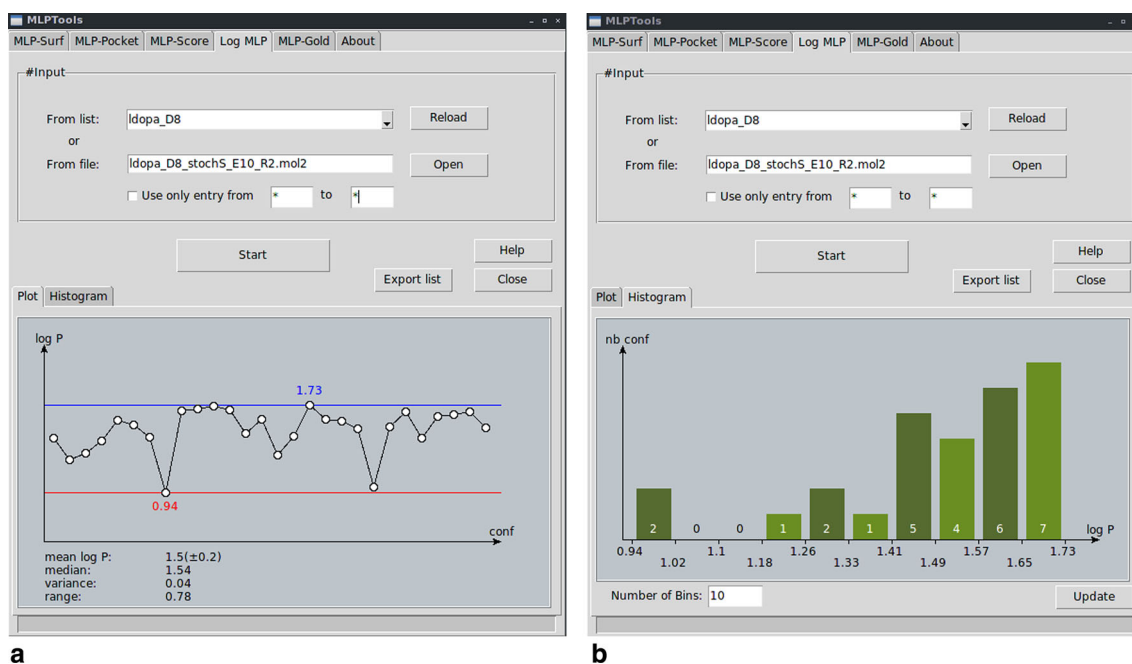 MLPTools
MLP-Surf MLP-Pocket MLP-Score Log MLP MLP-Gold About
#Input
From list: ldopa_D8 Reload
or
From file: ldopa_D8_stochS_E10_R2.mol2 Open
Use only entry from * to *
Start
Help
Export list Close
Plot Histogram
log P
1.73
0.94
conf
mean log P: 1.5(±0.2)
median: 1.54
variance: 0.04
range: 0.78
a
MLPTools
MLP-Surf MLP-Pocket MLP-Score Log MLP MLP-Gold About
#Input
From list: ldopa_D8 Reload
or
From file: ldopa_D8_stochS_E10_R2.mol2 Open
Use only entry from * to *
Start
Help
Export list Close
Plot Histogram
nb conf
2 0 0 1 2 1 5 4 6 7 log P
0.94 1.1 1.26 1.41 1.57 1.73
1.02 1.18 1.33 1.49 1.65
Number of Bins: 10 Update
b